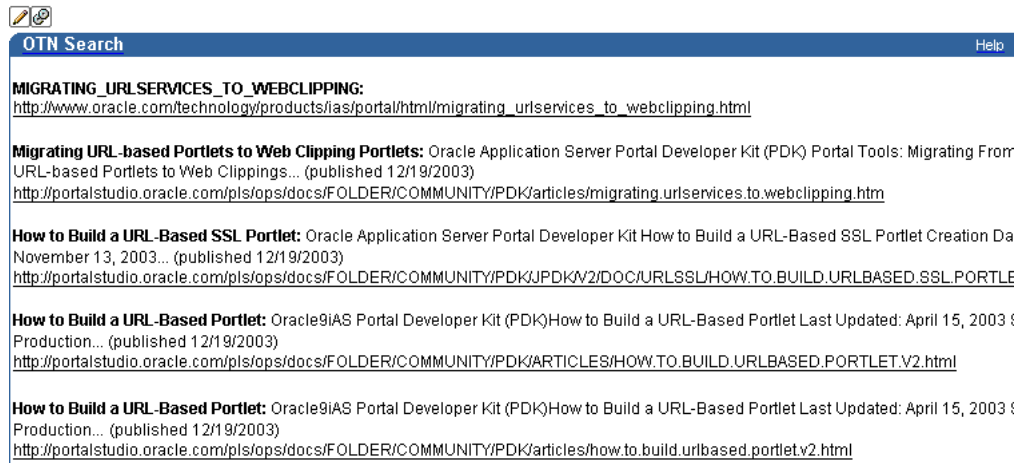 OTN Search Help
MIGRATING_URLSERVICES_TO_WEBCLIPPING:
http://www.oracle.com/technology/products/ias/portal/html/migrating_urlservices_to_webclipping.html
Migrating URL-based Portlets to Web Clipping Portlets: Oracle Application Server Portal Developer Kit (PDK) Portal Tools: Migrating From
URL-based Portlets to Web Clippings... (published 12/19/2003)
http://portalstudio.oracle.com/pls/ops/docs/FOLDER/COMMUNITY/PDK/articles/migrating.urlservices.to.webclipping.htm
How to Build a URL-Based SSL Portlet: Oracle Application Server Portal Developer Kit How to Build a URL-Based SSL Portlet Creation Da
November 13, 2003... (published 12/19/2003)
http://portalstudio.oracle.com/pls/ops/docs/FOLDER/COMMUNITY/PDK/JPDK/V2/DOC/URLSSL/HOW.TO.BUILD.URLBASED.SSL.PORTLE
How to Build a URL-Based Portlet: Oracle9iAS Portal Developer Kit (PDK)How to Build a URL-Based Portlet Last Updated: April 15, 2003
Production... (published 12/19/2003)
http://portalstudio.oracle.com/pls/ops/docs/FOLDER/COMMUNITY/PDK/ARTICLES/HOW.TO.BUILD.URLBASED.PORTLET.V2.html
How to Build a URL-Based Portlet: Oracle9iAS Portal Developer Kit (PDK)How to Build a URL-Based Portlet Last Updated: April 15, 2003
Production... (published 12/19/2003)
http://portalstudio.oracle.com/pls/ops/docs/FOLDER/COMMUNITY/PDK/articles/how.to.build.urlbased.portlet.v2.html